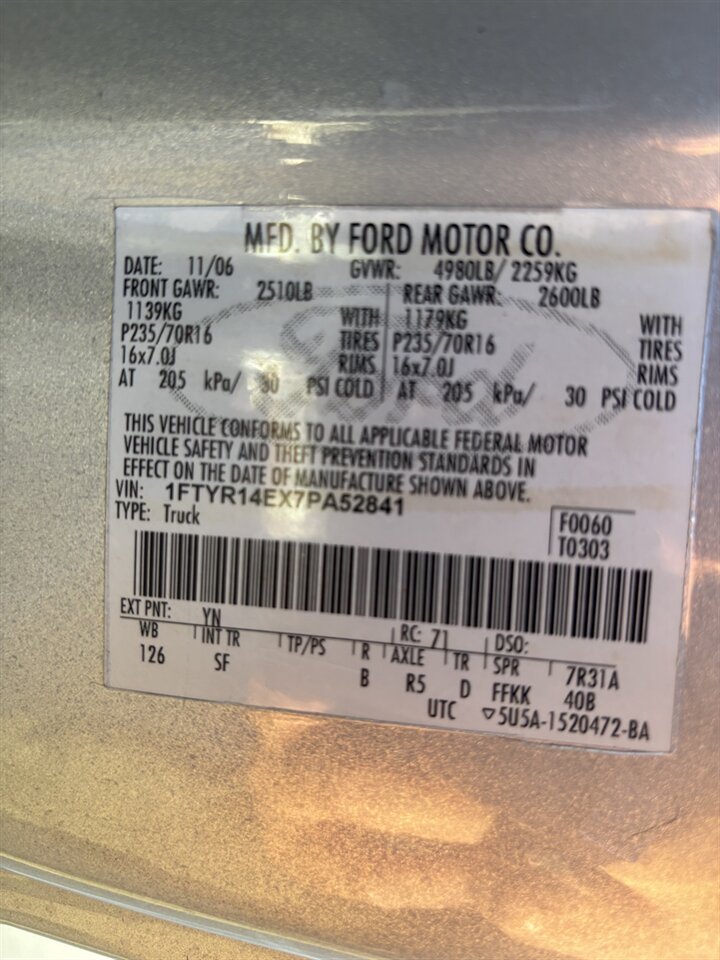 MFD. BY FORD MOTOR CO.
DATE: 11/06 GVWR: 4980LB/ 2259KG
FRONT GAWR: 2510LB REAR GAWR: 2600LB
1139KG WITH 1179KG WITH
P235/70R16 TIRES P235/70R16 TIRES
16x7.0J RIMS 16x7.0J RIMS
AT 205 kPa/ 30 PSI COLD AT 205 kPa/ 30 PSI COLD
THIS VEHICLE CONFORMS TO ALL APPLICABLE FEDERAL MOTOR
VEHICLE SAFETY AND THEFT PREVENTION STANDARDS IN
EFFECT ON THE DATE OF MANUFACTURE SHOWN ABOVE.
VIN: 1FTYR14EX7PA52841
TYPE: Truck F0060
T0303
EXT PNT: YN RC: 71 DSO:
WB INT TR TP/PS R AXLE TR SPR 7R31A
126 SF B R5 D FFKK 40B
UTC ▽5U5A-1520472-BA